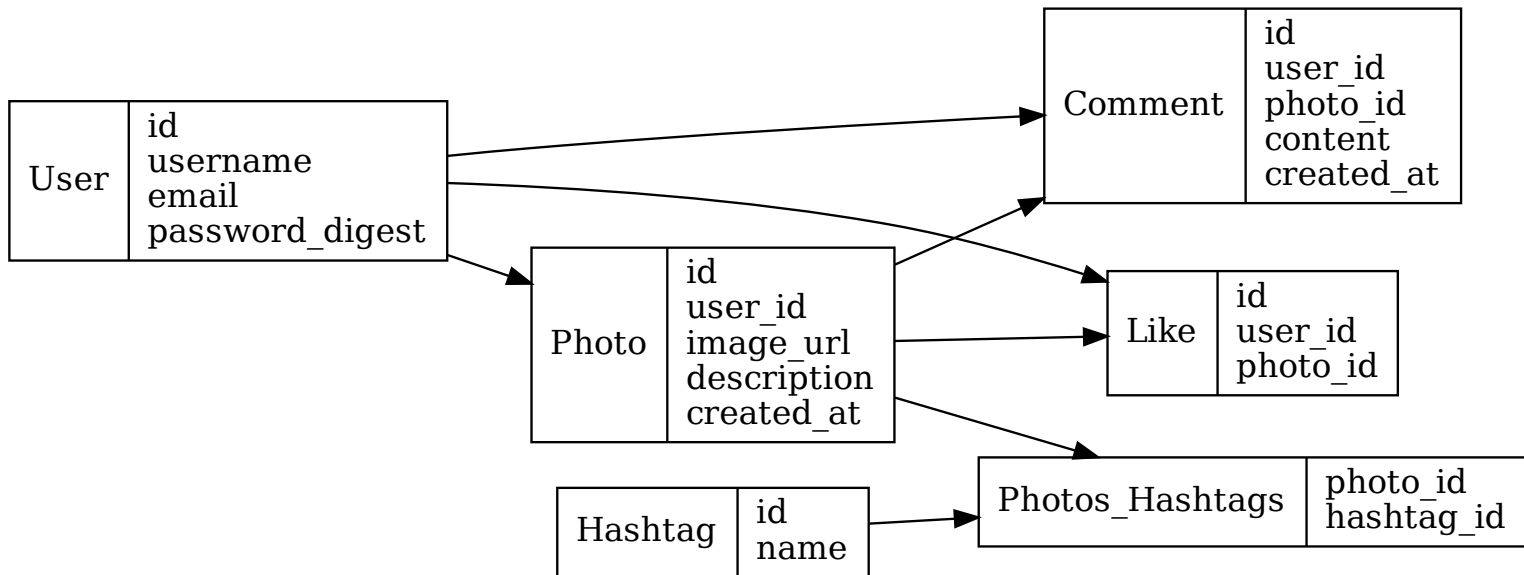 User
id
username
email
password_digest
Comment
id
user_id
photo_id
content
created_at
Photo
id
user_id
image_url
description
created_at
Like
id
user_id
photo_id
Photos_Hashtags
photo_id
hashtag_id
Hashtag
id
name